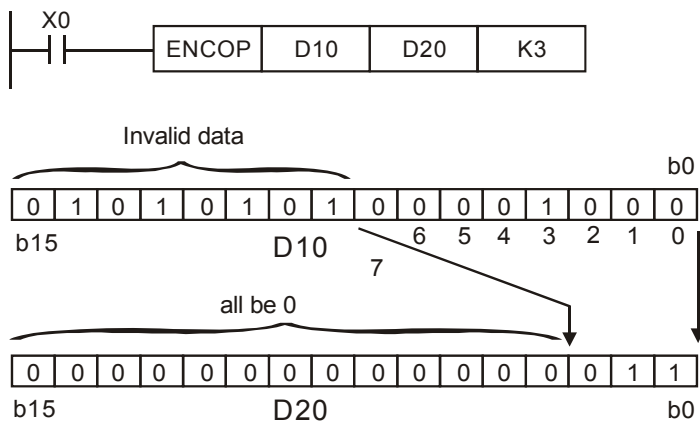 X0
ENCOP D10 D20 K3
Invalid data
b0
0 1 0 1 0 1 0 1 0 0 0 0 1 0 0 0
b15 D10 7 6 5 4 3 2 1 0
all be 0
0 0 0 0 0 0 0 0 0 0 0 0 0 0 1 1
b15 D20 b0